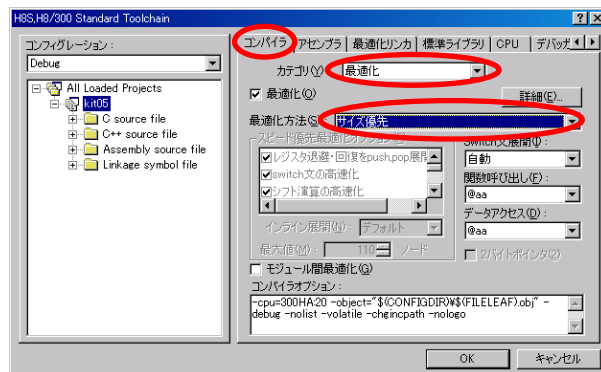 H8S,H8/300 Standard Toolchain
コンフィグレーション :
Debug
All Loaded Projects
kit05
C source file
C++ source file
Assembly source file
Linkage symbol file
コンパイラ アセンブラ 最適化リンカ 標準ライブラリ CPU デバッガ
カテゴリ(Y) 最適化
最適化(O)
詳細(E)...
最適化方法(S) サイズ優先
スピード優先最適化オプション
レジスタ退避・回復をpush,pop展開
switch文の高速化
シフト演算の高速化
インライン展開(N): デフォルト
最大値(M): 110 ノード
Switch文展開(I):
自動
関数呼び出し(F):
@aa
データアクセス(D):
@aa
2バイトポインタ(2)
モジュール間最適化(G)
コンパイラオプション :
-cpu=300HA:20 -object="$(CONFIGDIR)¥$(FILELEAF).obj" -
debug -nolist -volatile -chgincpath -nologo
OK
キャンセル